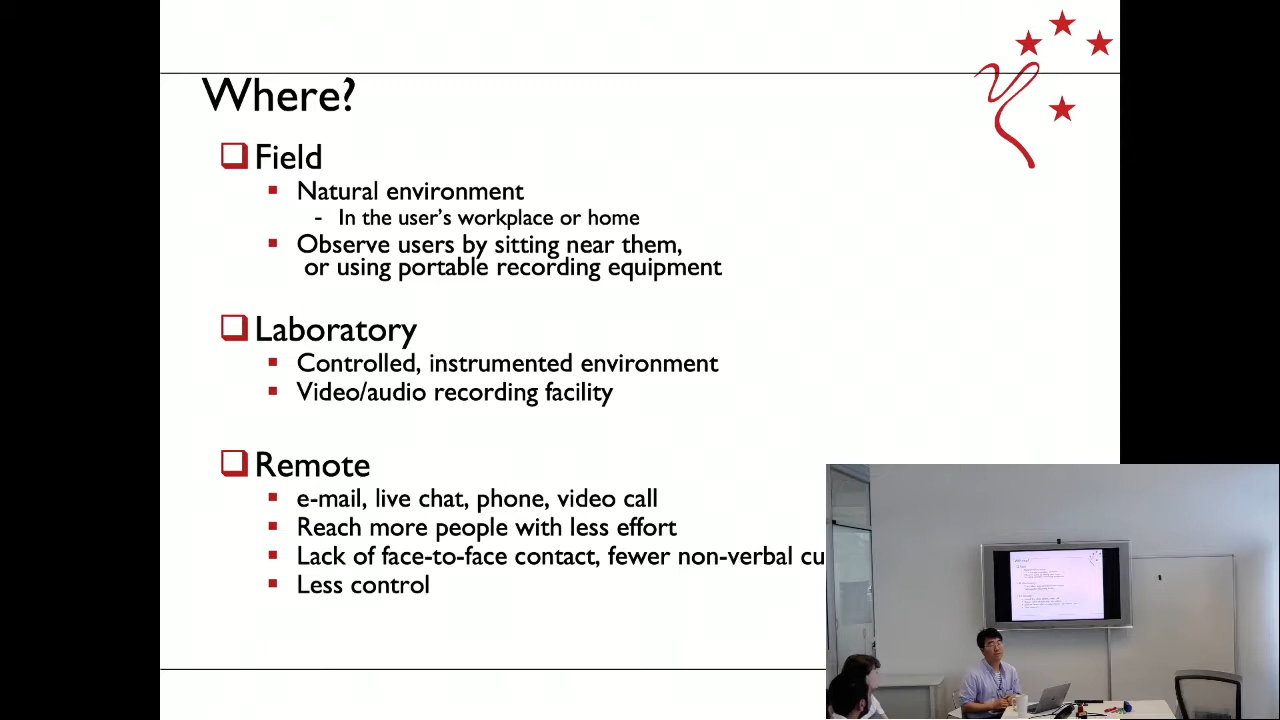 Where?
Field
Natural environment
- In the user's workplace or home
Observe users by sitting near them,
or using portable recording equipment
Laboratory
Controlled, instrumented environment
Video/audio recording facility
Remote
e-mail, live chat, phone, video call
Reach more people with less effort
Lack of face-to-face contact, fewer non-verbal cu
Less control